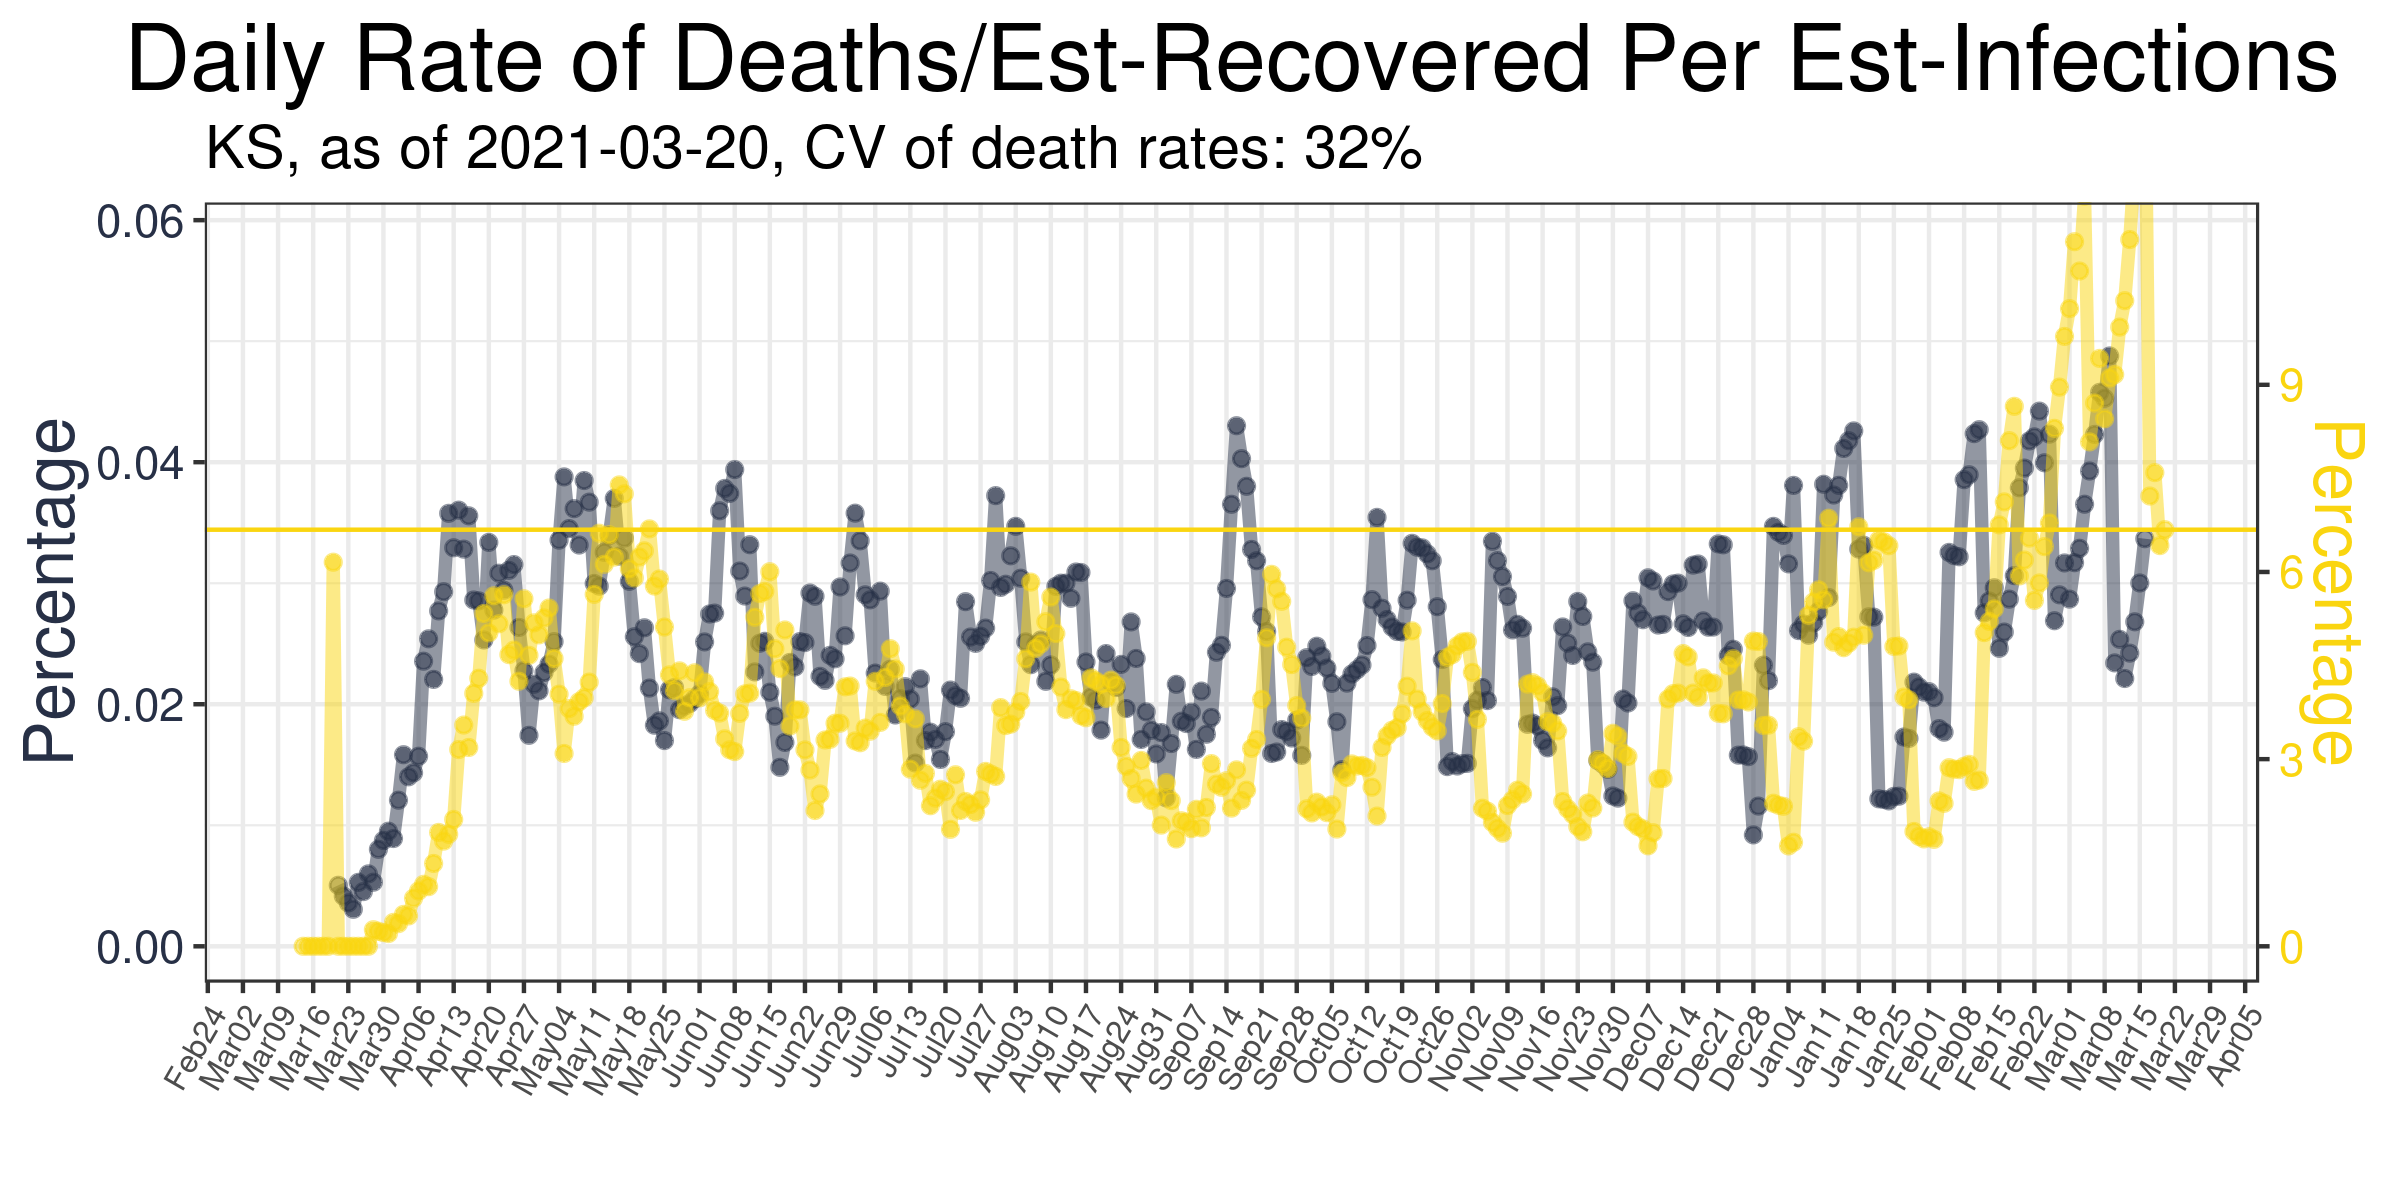 Daily Rate of Deaths/Est-Recovered Per Est-Infections
KS, as of 2021-03-20, CV of death rates: 32%
Percentage
0.06
0.04
0.02
0.00
9
6
3
0
Percentage
Feb24 Mar02 Mar09 Mar16 Mar23 Mar30 Apr06 Apr13 Apr20 Apr27 May04 May11 May18 May25 Jun01 Jun08 Jun15 Jun22 Jun29 Jul06 Jul13 Jul20 Jul27 Aug03 Aug10 Aug17 Aug24 Aug31 Sep07 Sep14 Sep21 Sep28 Oct05 Oct12 Oct19 Oct26 Nov02 Nov09 Nov16 Nov23 Nov30 Dec07 Dec14 Dec21 Dec28 Jan04 Jan11 Jan18 Jan25 Feb01 Feb08 Feb15 Feb22 Mar01 Mar08 Mar15 Mar22 Mar29 Apr05